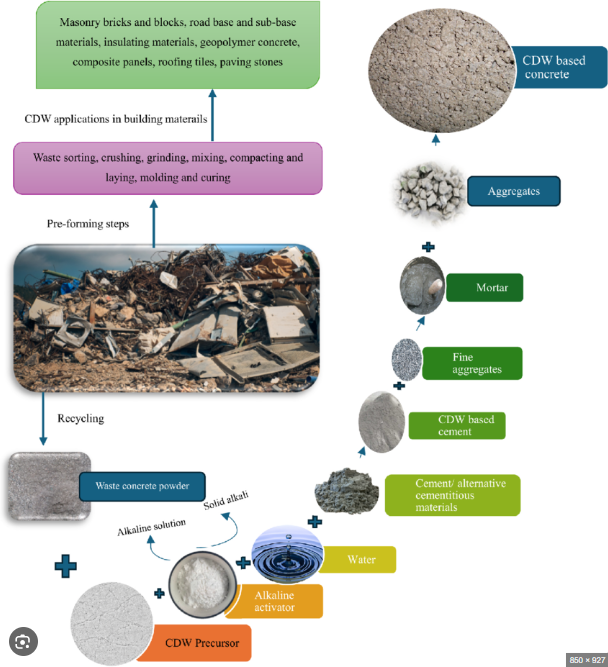 Masonry bricks and blocks, road base and sub-base
materials, insulating materials, geopolymer concrete,
composite panels, roofing tiles, paving stones
CDW applications in building materails
Waste sorting, crushing, grinding, mixing, compacting and
laying, molding and curing
Pre-forming steps
Recycling
Waste concrete powder
CDW based
concrete
Aggregates
Mortar
Fine
aggregates
CDW based
cement
Cement/ alternative
cementitious
materials
Water
Solid alkali
Alkaline solution
Alkaline
activator
CDW Precursor
850 × 927